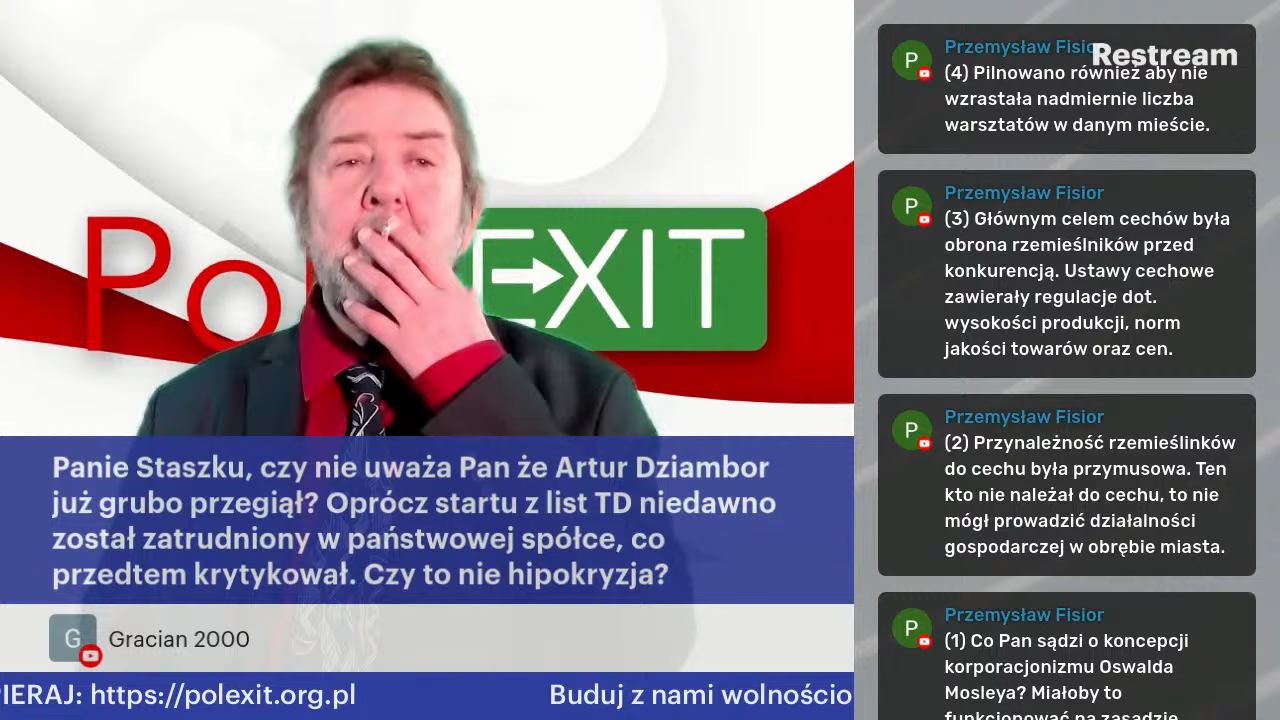 Po
EXIT
Panie Staszku, czy nie uważa Pan że Artur Dziambor
już grubo przegiął? Oprócz startu z list TD niedawno
został zatrudniony w państwowej spółce, co
przedtem krytykował. Czy to nie hipokryzja?
G
Gracian 2000
IERAJ: https://polexit.org.pl
Buduj z nami wolnościo
Restream
P
Przemysław Fisior
(4) Pilnowano również aby nie
wzrastała nadmiernie liczba
warsztatów w danym mieście.
P
Przemysław Fisior
(3) Głównym celem cechów była
obrona rzemieślników przed
konkurencją. Ustawy cechowe
zawierały regulacje dot.
wysokości produkcji, norm
jakości towarów oraz cen.
P
Przemysław Fisior
(2) Przynależność rzemieślinków
do cechu była przymusowa. Ten
kto nie należał do cechu, to nie
mógł prowadzić działalności
gospodarczej w obrębie miasta.
P
Przemysław Fisior
(1) Co Pan sądzi o koncepcji
korporacjonizmu Oswalda
Mosleya? Miałoby to
funkcjonować na zasadzie